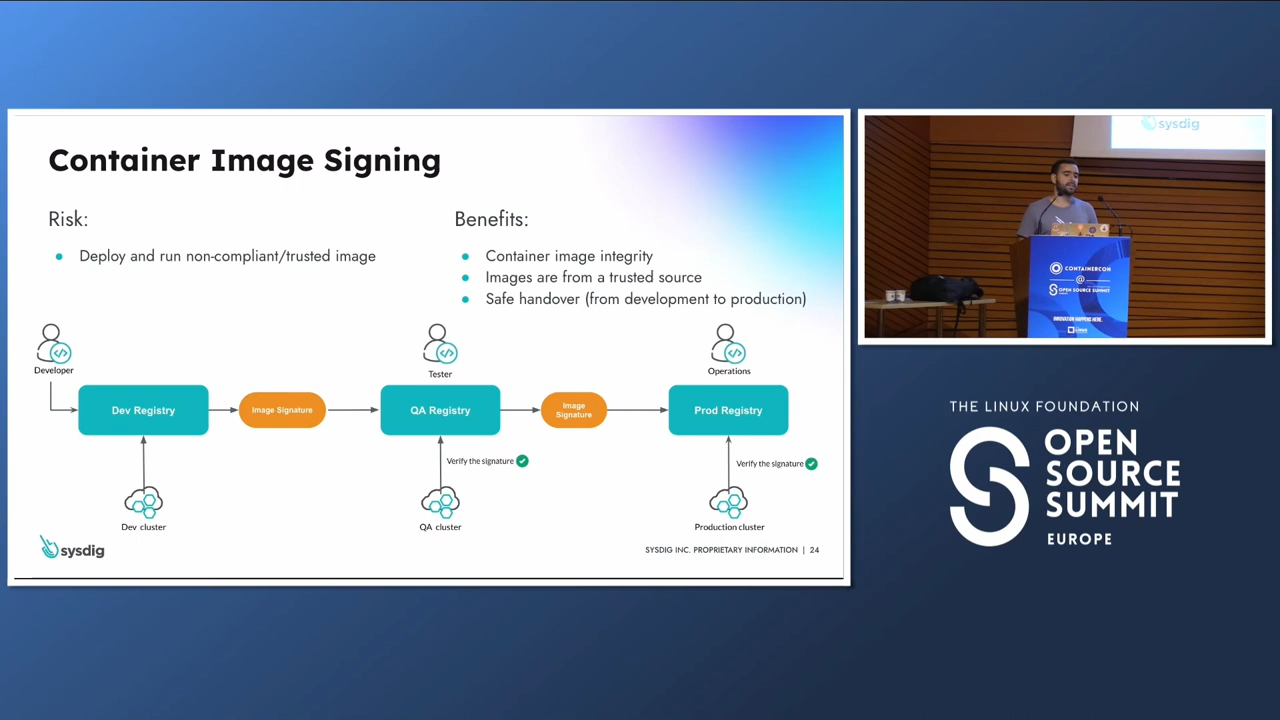 Container Image Signing
Risk:
Deploy and run non-compliant/trusted image
Benefits:
Container image integrity
Images are from a trusted source
Safe handover (from development to production)
Developer
Tester
Operations
Dev Registry
Image Signature
QA Registry
Image
Signature
Prod Registry
Verify the signature
Verify the signature
Dev cluster
QA cluster
Production cluster
sysdig
SYSDIG INC. PROPRIETARY INFORMATION | 24
sysdig
CONTAINERCON
@
OPEN SOURCE SUMMIT
INNOVATION HAPPENS HERE.
THE LINUX FOUNDATION
OPEN
SOURCE
SUMMIT
EUROPE